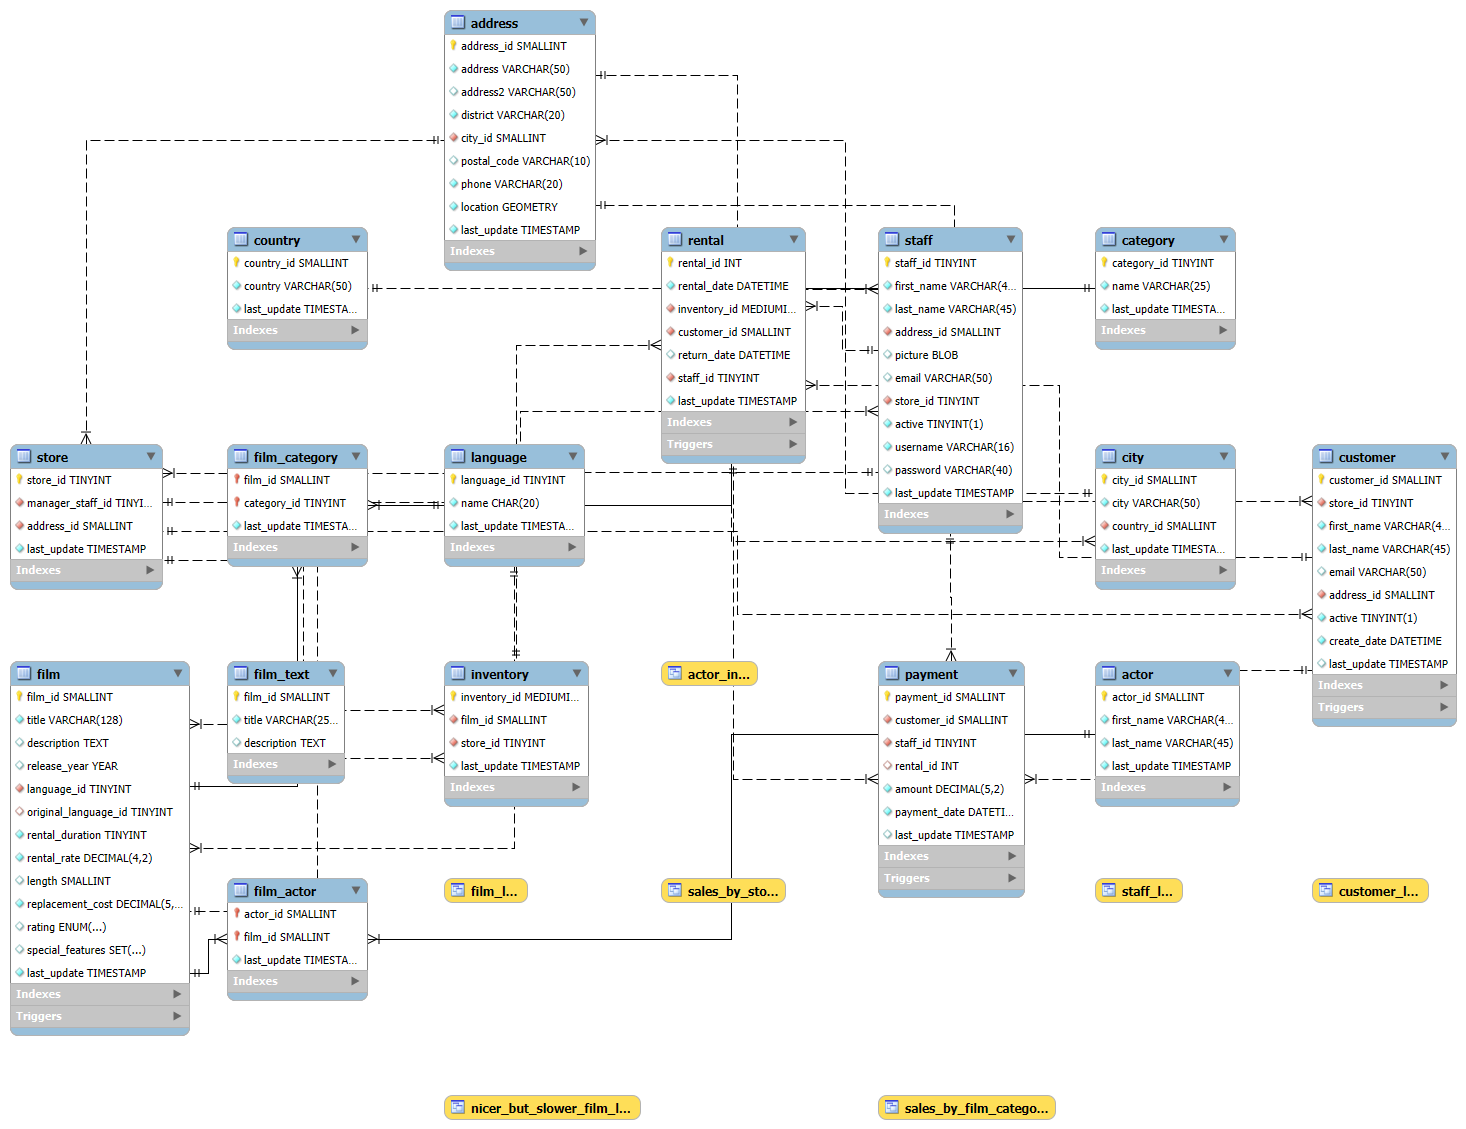 address
address_id SMALLINT
address VARCHAR(50)
address2 VARCHAR(50)
district VARCHAR(20)
city_id SMALLINT
postal_code VARCHAR(10)
phone VARCHAR(20)
location GEOMETRY
last_update TIMESTAMP
Indexes
country
country_id SMALLINT
country VARCHAR(50)
last_update TIMESTA...
Indexes
rental
rental_id INT
rental_date DATETIME
inventory_id MEDIUMI...
customer_id SMALLINT
return_date DATETIME
staff_id TINYINT
last_update TIMESTAMP
Indexes
Triggers
staff
staff_id TINYINT
first_name VARCHAR(4...
last_name VARCHAR(45)
address_id SMALLINT
picture BLOB
email VARCHAR(50)
store_id TINYINT
active TINYINT(1)
username VARCHAR(16)
password VARCHAR(40)
last_update TIMESTAMP
Indexes
category
category_id TINYINT
name VARCHAR(25)
last_update TIMESTA...
Indexes
store
store_id TINYINT
manager_staff_id TINYI...
address_id SMALLINT
last_update TIMESTAMP
Indexes
film_category
film_id SMALLINT
category_id TINYINT
last_update TIMESTA...
Indexes
language
language_id TINYINT
name CHAR(20)
last_update TIMESTA...
Indexes
city
city_id SMALLINT
city VARCHAR(50)
country_id SMALLINT
last_update TIMESTA...
Indexes
customer
customer_id SMALLINT
store_id TINYINT
first_name VARCHAR(4...
last_name VARCHAR(45)
email VARCHAR(50)
address_id SMALLINT
active TINYINT(1)
create_date DATETIME
last_update TIMESTAMP
Indexes
Triggers
film
film_id SMALLINT
title VARCHAR(128)
description TEXT
release_year YEAR
language_id TINYINT
original_language_id TINYINT
rental_duration TINYINT
rental_rate DECIMAL(4,2)
length SMALLINT
replacement_cost DECIMAL(5,...
rating ENUM(...)
special_features SET(...)
last_update TIMESTAMP
Indexes
Triggers
film_text
film_id SMALLINT
title VARCHAR(25...
description TEXT
Indexes
inventory
inventory_id MEDIUMI...
film_id SMALLINT
store_id TINYINT
last_update TIMESTAMP
Indexes
actor_in...
payment
payment_id SMALLINT
customer_id SMALLINT
staff_id TINYINT
rental_id INT
amount DECIMAL(5,2)
payment_date DATETI...
last_update TIMESTAMP
Indexes
Triggers
actor
actor_id SMALLINT
first_name VARCHAR(4...
last_name VARCHAR(45)
last_update TIMESTAMP
Indexes
film_actor
actor_id SMALLINT
film_id SMALLINT
last_update TIMESTA...
Indexes
film_l...
sales_by_sto...
staff_l...
customer_l...
nicer_but_slower_film_l...
sales_by_film_catego...